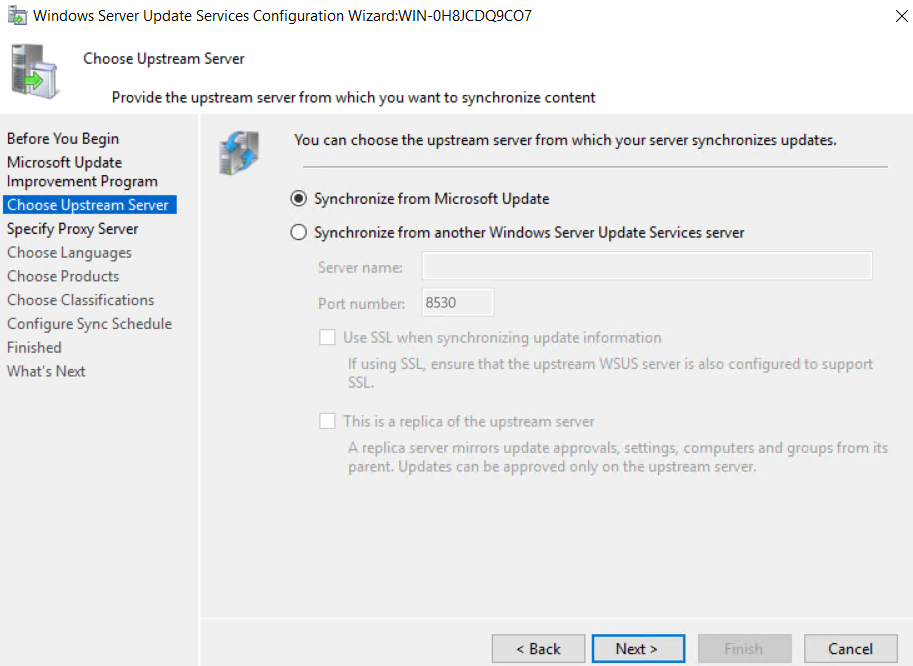 Windows Server Update Services Configuration Wizard:WIN-0H8JCDQ9CO7
Choose Upstream Server
Provide the upstream server from which you want to synchronize content
Before You Begin
Microsoft Update
Improvement Program
Choose Upstream Server
Specify Proxy Server
Choose Languages
Choose Products
Choose Classifications
Configure Sync Schedule
Finished
What's Next
You can choose the upstream server from which your server synchronizes updates.
Synchronize from Microsoft Update
Synchronize from another Windows Server Update Services server
Server name:
Port number: 8530
Use SSL when synchronizing update information
If using SSL, ensure that the upstream WSUS server is also configured to support
SSL.
This is a replica of the upstream server
A replica server mirrors update approvals, settings, computers and groups from its
parent. Updates can be approved only on the upstream server.
< Back Next > Finish Cancel